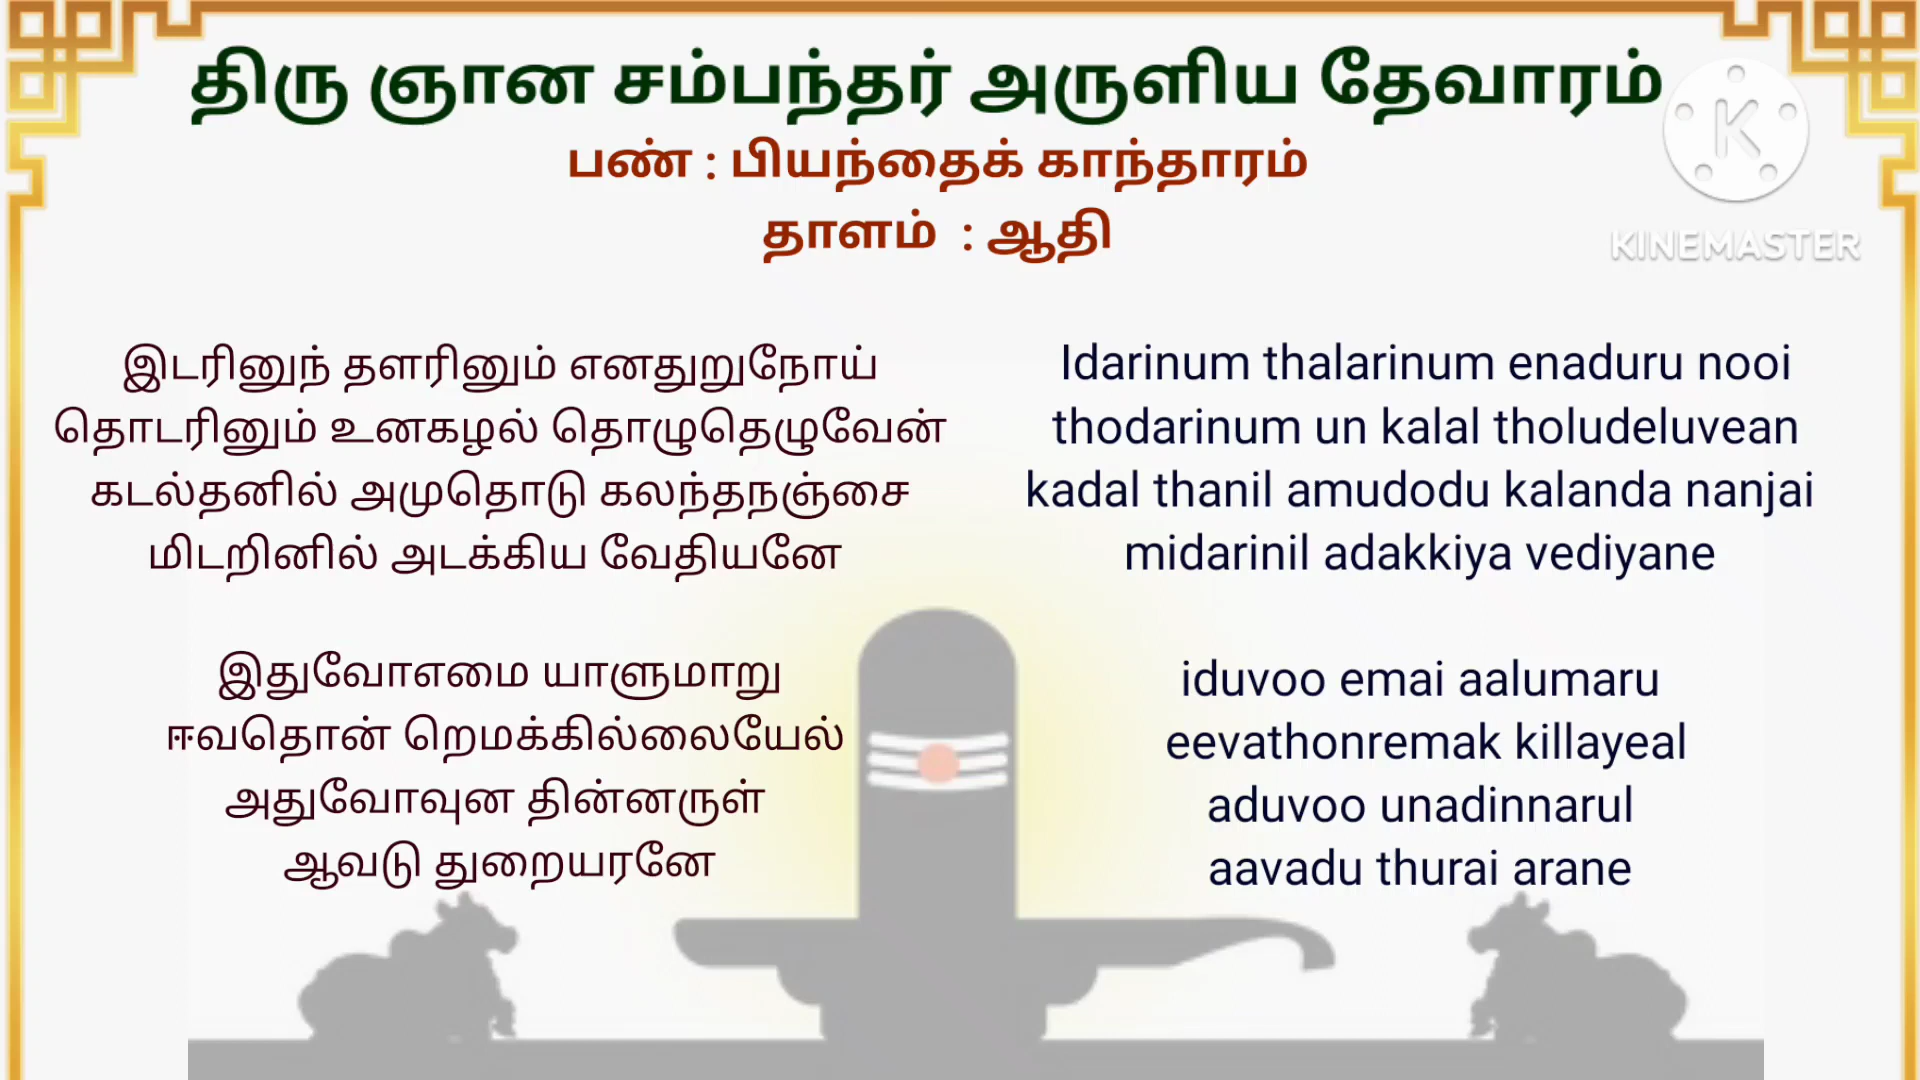 திரு ஞான சம்பந்தர் அருளிய தேவாரம்
பண் : பியந்தைக் காந்தாரம்
தாளம் : ஆதி
KINEMASTER
இடரினுந் தளரினும் எனதுறுநோய்
தொடரினும் உனகழல் தொழுதெழுவேன்
கடல்தனில் அமுதொடு கலந்தநஞ்சை
மிடறினில் அடக்கிய வேதியனே
இதுவோஎமை யாளுமாறு
ஈவதொன் றெமக்கில்லையேல்
அதுவோவுன தின்னருள்
ஆவடு துறையரனே
Idarinum thalarinum enaduru nooi
thodarinum un kalal tholudeluvean
kadal thanil amudodu kalanda nanjai
midarinil adakkiya vediyane
iduvoo emai aalumaru
eevathonremak killayeal
aduvoo unadinnarul
aavadu thurai arane